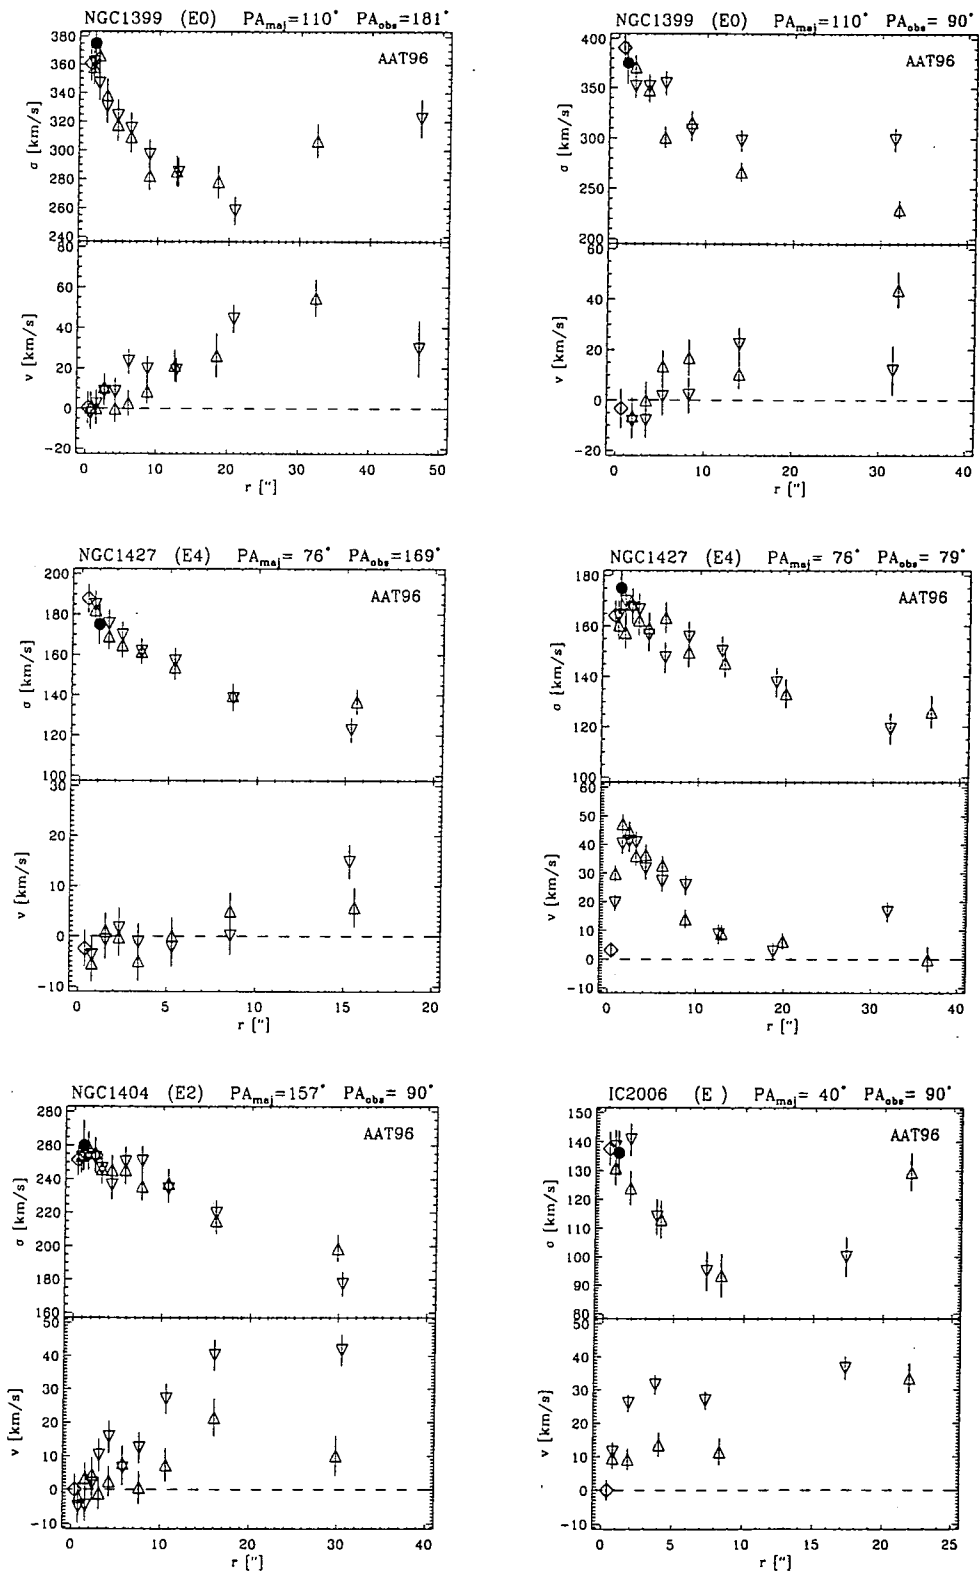 NGC1399 (E0) PA_maj=110° PA_obs=181°
AAT96
σ [km/s]
380
360
340
320
300
280
260
240
v [km/s]
80
60
40
20
0
-20
0 10 20 30 40 50
r ["]
NGC1399 (E0) PA_maj=110° PA_obs= 90°
AAT96
σ [km/s]
400
350
300
250
200
v [km/s]
60
40
20
0
-20
0 10 20 30 40
r ["]
NGC1427 (E4) PA_maj= 76° PA_obs=169°
AAT96
σ [km/s]
200
180
160
140
120
100
v [km/s]
30
20
10
0
-10
0 5 10 15 20
r ["]
NGC1427 (E4) PA_maj= 76° PA_obs= 79°
AAT96
σ [km/s]
180
160
140
120
100
v [km/s]
60
50
40
30
20
10
0
-10
0 10 20 30 40
r ["]
NGC1404 (E2) PA_maj=157° PA_obs= 90°
AAT96
σ [km/s]
280
260
240
220
200
180
160
v [km/s]
50
40
30
20
10
0
-10
0 10 20 30 40
r ["]
IC2006 (E ) PA_maj= 40° PA_obs= 90°
AAT96
σ [km/s]
150
140
130
120
110
100
90
80
v [km/s]
50
40
30
20
10
0
-10
0 5 10 15 20 25
r ["]